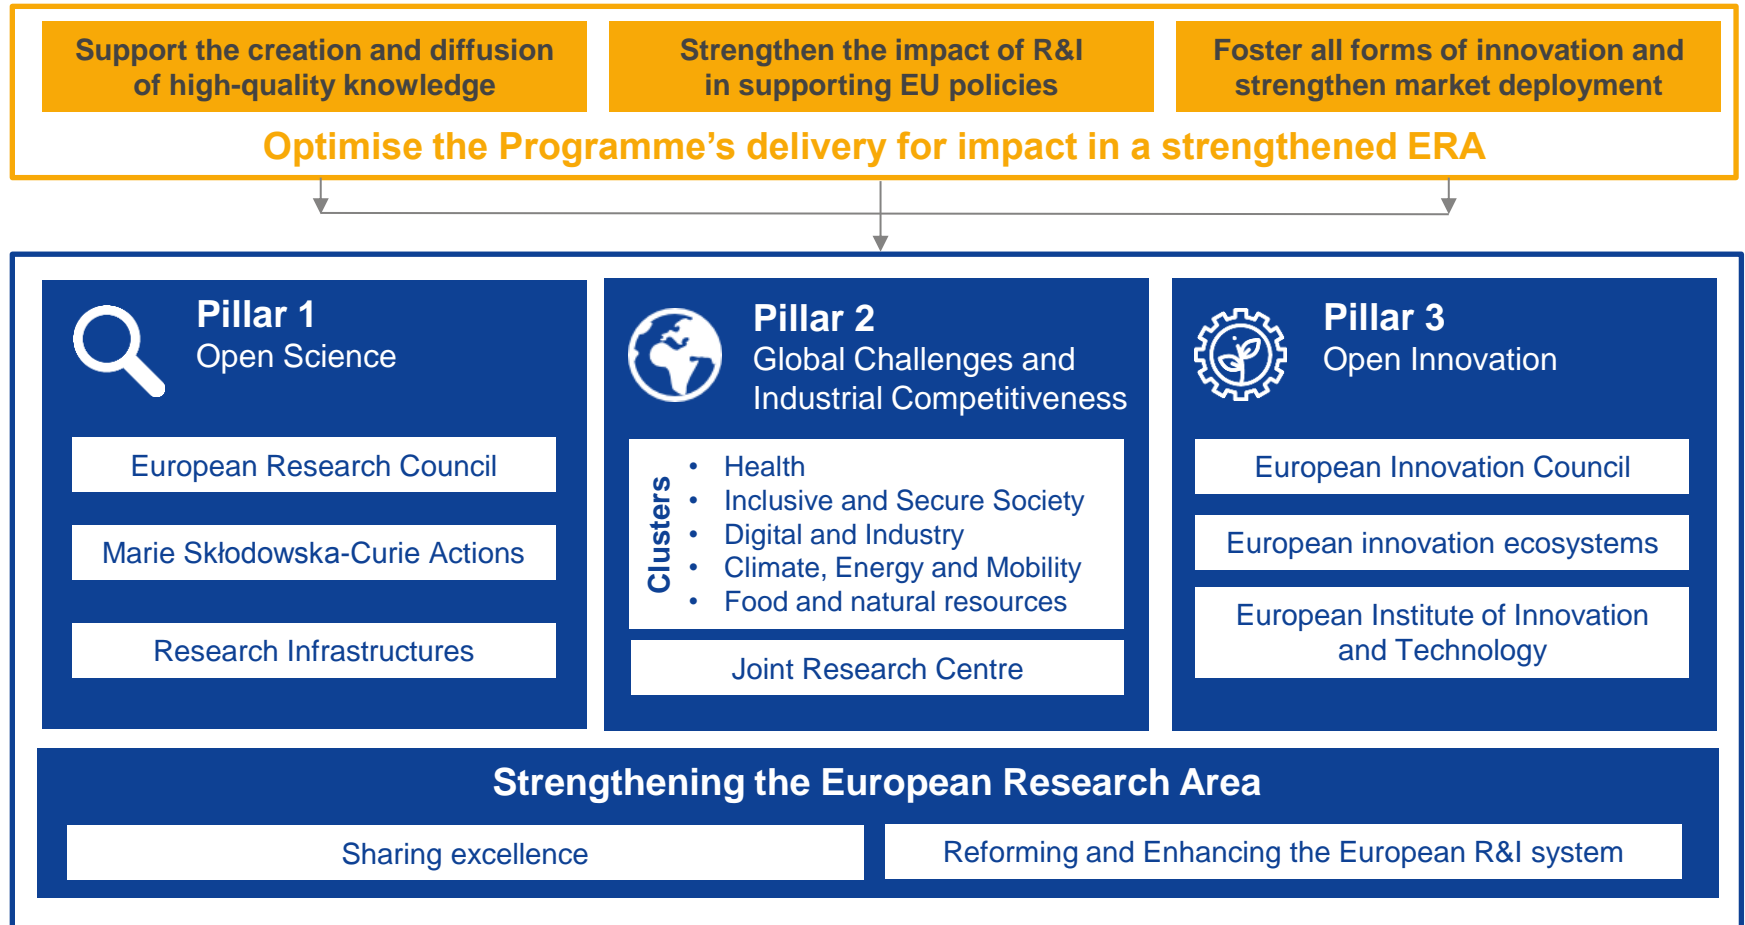 Support the creation and diffusion
of high-quality knowledge
Strengthen the impact of R&I
in supporting EU policies
Foster all forms of innovation and
strengthen market deployment
Optimise the Programme’s delivery for impact in a strengthened ERA
Pillar 1
Open Science
European Research Council
Marie Skłodowska-Curie Actions
Research Infrastructures
Pillar 2
Global Challenges and
Industrial Competitiveness
Clusters
• Health
• Inclusive and Secure Society
• Digital and Industry
• Climate, Energy and Mobility
• Food and natural resources
Joint Research Centre
Pillar 3
Open Innovation
European Innovation Council
European innovation ecosystems
European Institute of Innovation
and Technology
Strengthening the European Research Area
Sharing excellence
Reforming and Enhancing the European R&I system